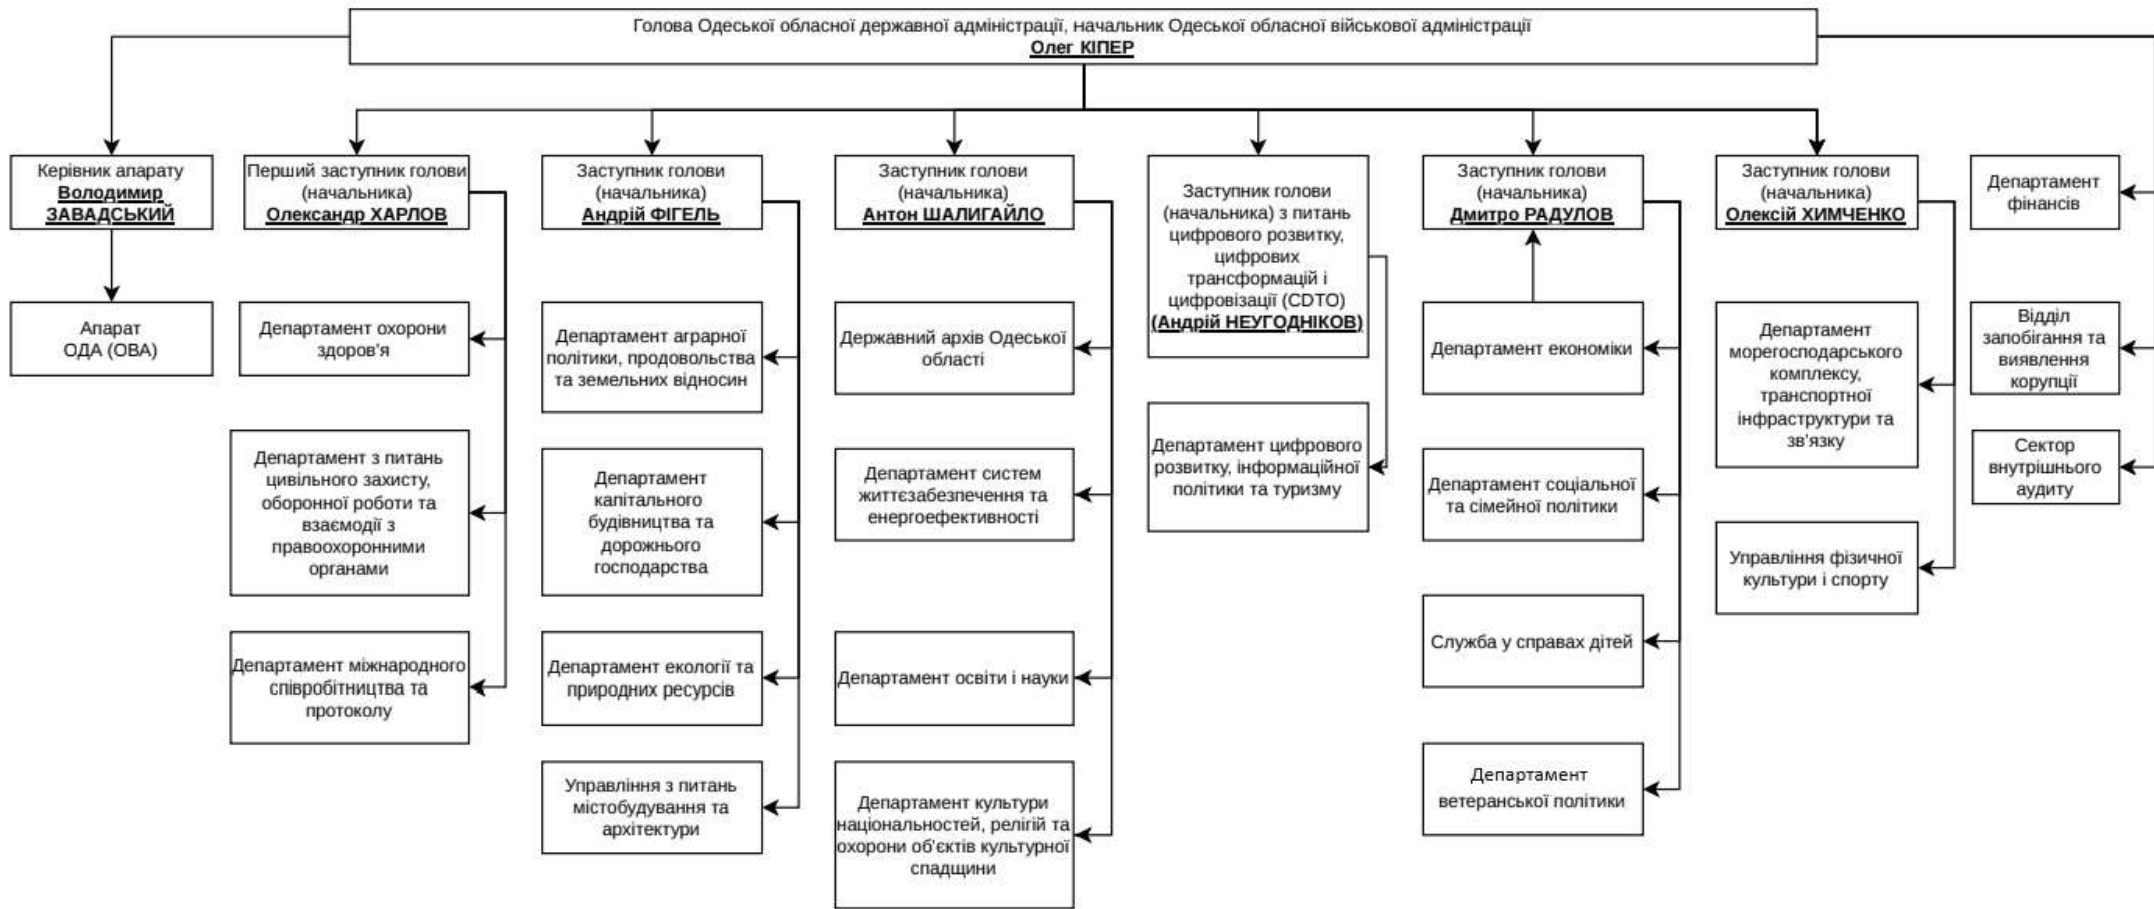 Голова Одеської обласної державної адміністрації, начальник Одеської обласної військової адміністрації
Олег КІПЕР
Керівник апарату
Володимир
ЗАВАДСЬКИЙ
Апарат
ОДА (ОВА)
Перший заступник голови
(начальника)
Олександр ХАРЛОВ
Департамент охорони
здоров'я
Департамент з питань
цивільного захисту,
оборонної роботи та
взаємодії з
правоохоронними
органами
Департамент міжнародного
співробітництва та
протоколу
Заступник голови
(начальника)
Андрій ФІГЕЛЬ
Департамент аграрної
політики, продовольства
та земельних відносин
Департамент
капітального
будівництва та
дорожнього
господарства
Департамент екології та
природних ресурсів
Управління з питань
містобудування та
архітектури
Заступник голови
(начальника)
Антон ШАЛИГАЙЛО
Державний архів Одеської
області
Департамент систем
життєзабезпечення та
енергоефективності
Департамент освіти і науки
Департамент культури
національностей, релігій та
охорони об'єктів культурної
спадщини
Заступник голови
(начальника) з питань
цифрового розвитку,
цифрових
трансформацій і
цифровізації (CDTO)
(Андрій НЕУГОДНІКОВ)
Департамент цифрового
розвитку, інформаційної
політики та туризму
Заступник голови
(начальника)
Дмитро РАДУЛОВ
Департамент економіки
Департамент соціальної
та сімейної політики
Служба у справах дітей
Департамент
ветеранської політики
Заступник голови
(начальника)
Олексій ХИМЧЕНКО
Департамент
морегосподарського
комплексу,
транспортної
інфраструктури та
зв'язку
Управління фізичної
культури і спорту
Департамент
фінансів
Відділ
запобігання та
виявлення
корупції
Сектор
внутрішнього
аудиту